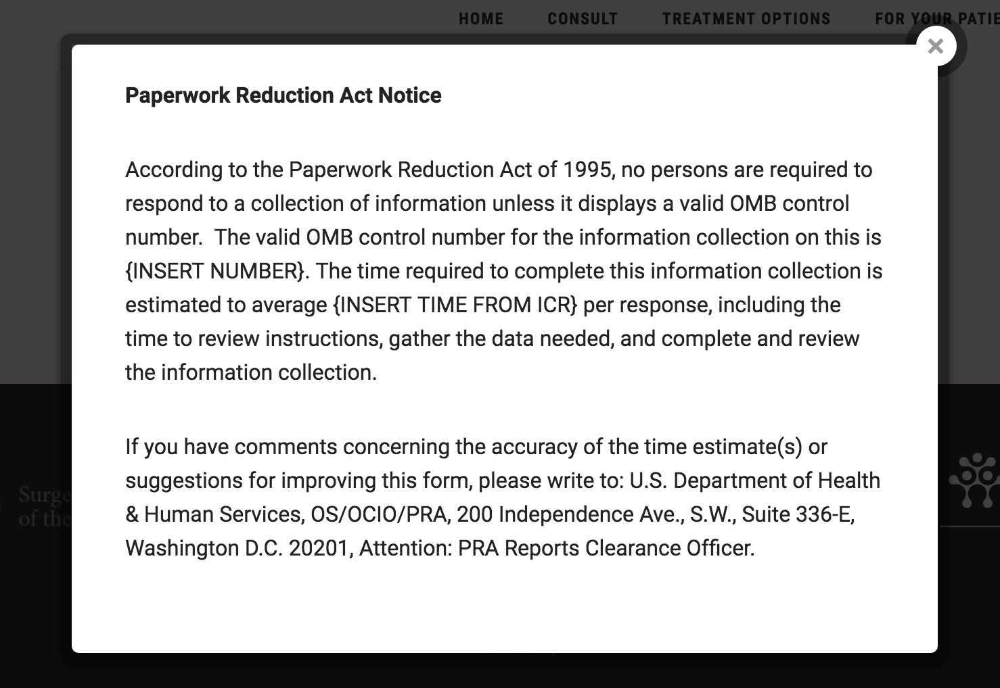 HOME CONSULT TREATMENT OPTIONS FOR YOUR PATIE
Paperwork Reduction Act Notice
According to the Paperwork Reduction Act of 1995, no persons are required to
respond to a collection of information unless it displays a valid OMB control
number.  The valid OMB control number for the information collection on this is
{INSERT NUMBER}. The time required to complete this information collection is
estimated to average {INSERT TIME FROM ICR} per response, including the
time to review instructions, gather the data needed, and complete and review
the information collection.
If you have comments concerning the accuracy of the time estimate(s) or
suggestions for improving this form, please write to: U.S. Department of Health
& Human Services, OS/OCIO/PRA, 200 Independence Ave., S.W., Suite 336-E,
Washington D.C. 20201, Attention: PRA Reports Clearance Officer.
Surge
of the